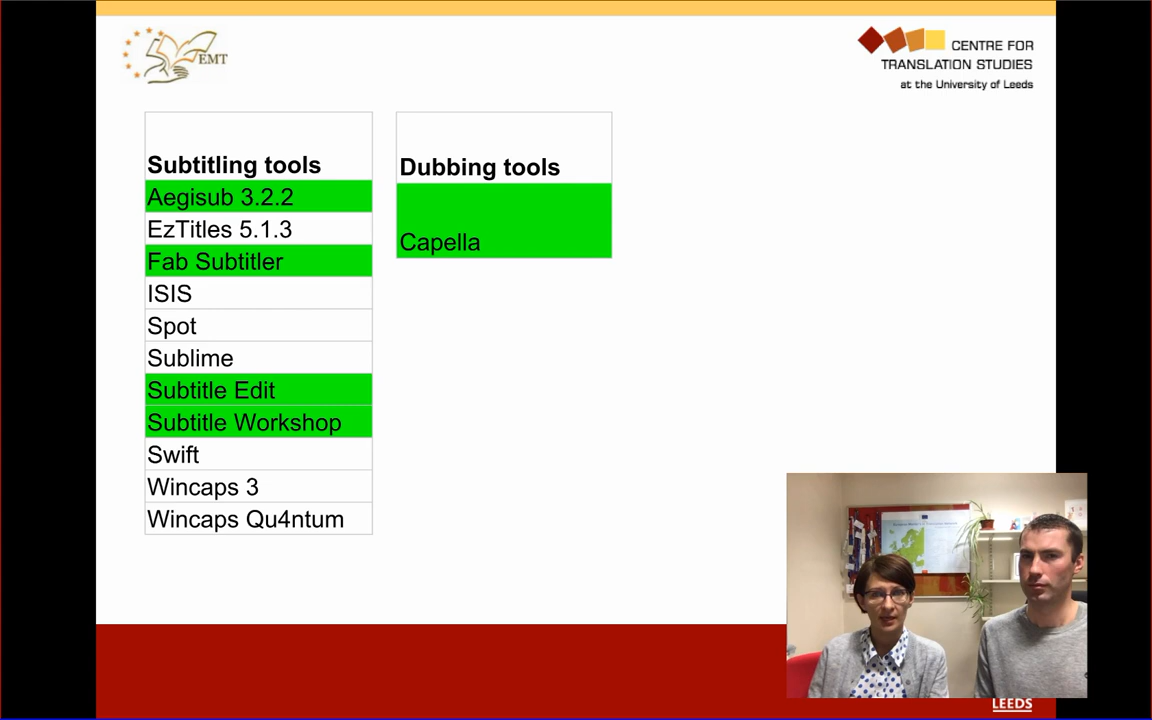 EMT
CENTRE FOR
TRANSLATION STUDIES
at the University of Leeds
Subtitling tools
Aegisub 3.2.2
EzTitles 5.1.3
Fab Subtitler
ISIS
Spot
Sublime
Subtitle Edit
Subtitle Workshop
Swift
Wincaps 3
Wincaps Qu4ntum
Dubbing tools
Capella
LEEDS